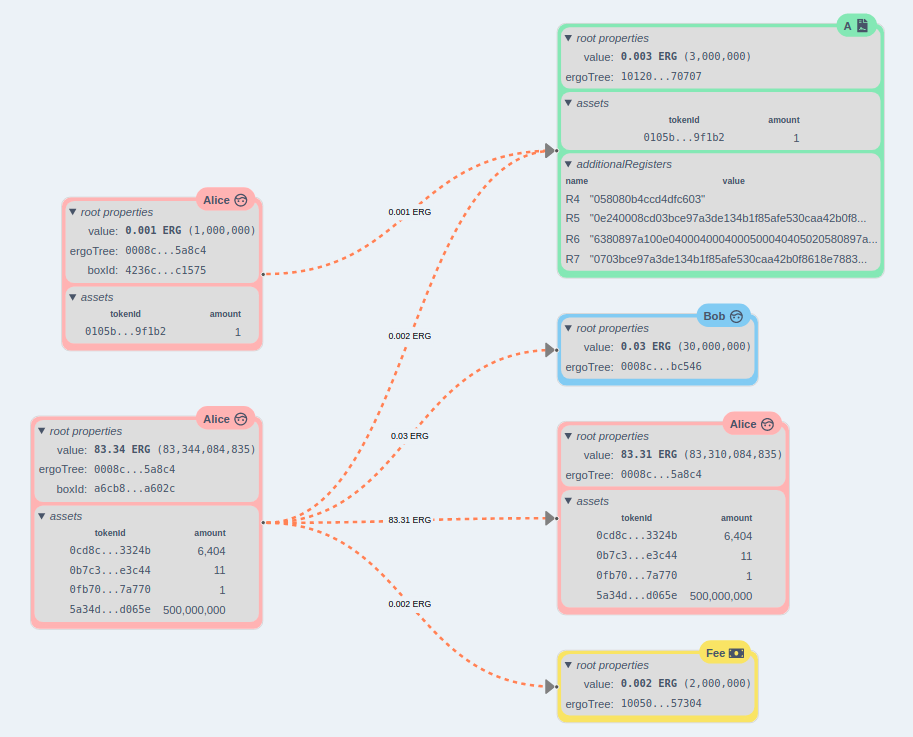 A
root properties
value: 0.003 ERG (3,000,000)
ergoTree: 10120...70707
assets
tokenId amount
0105b...9f1b2 1
additionalRegisters
name value
R4 "058080b4ccd4dfc603"
R5 "0e240008cd03bce97a3de134b1f85afe530caa42b0f8...
R6 "6380897a100e0400040004000500040405020580897a...
R7 "0703bce97a3de134b1f85afe530caa42b0f8618e7883...
Alice
root properties
value: 0.001 ERG (1,000,000)
ergoTree: 0008c...5a8c4
boxId: 4236c...c1575
assets
tokenId amount
0105b...9f1b2 1
0.001 ERG
0.002 ERG
Bob
root properties
value: 0.03 ERG (30,000,000)
ergoTree: 0008c...bc546
Alice
root properties
value: 83.34 ERG (83,344,084,835)
ergoTree: 0008c...5a8c4
boxId: a6cb8...a602c
assets
tokenId amount
0cd8c...3324b 6,404
0b7c3...e3c44 11
0fb70...7a770 1
5a34d...d065e 500,000,000
0.03 ERG
83.31 ERG
0.002 ERG
Alice
root properties
value: 83.31 ERG (83,310,084,835)
ergoTree: 0008c...5a8c4
assets
tokenId amount
0cd8c...3324b 6,404
0b7c3...e3c44 11
0fb70...7a770 1
5a34d...d065e 500,000,000
Fee
root properties
value: 0.002 ERG (2,000,000)
ergoTree: 10050...57304